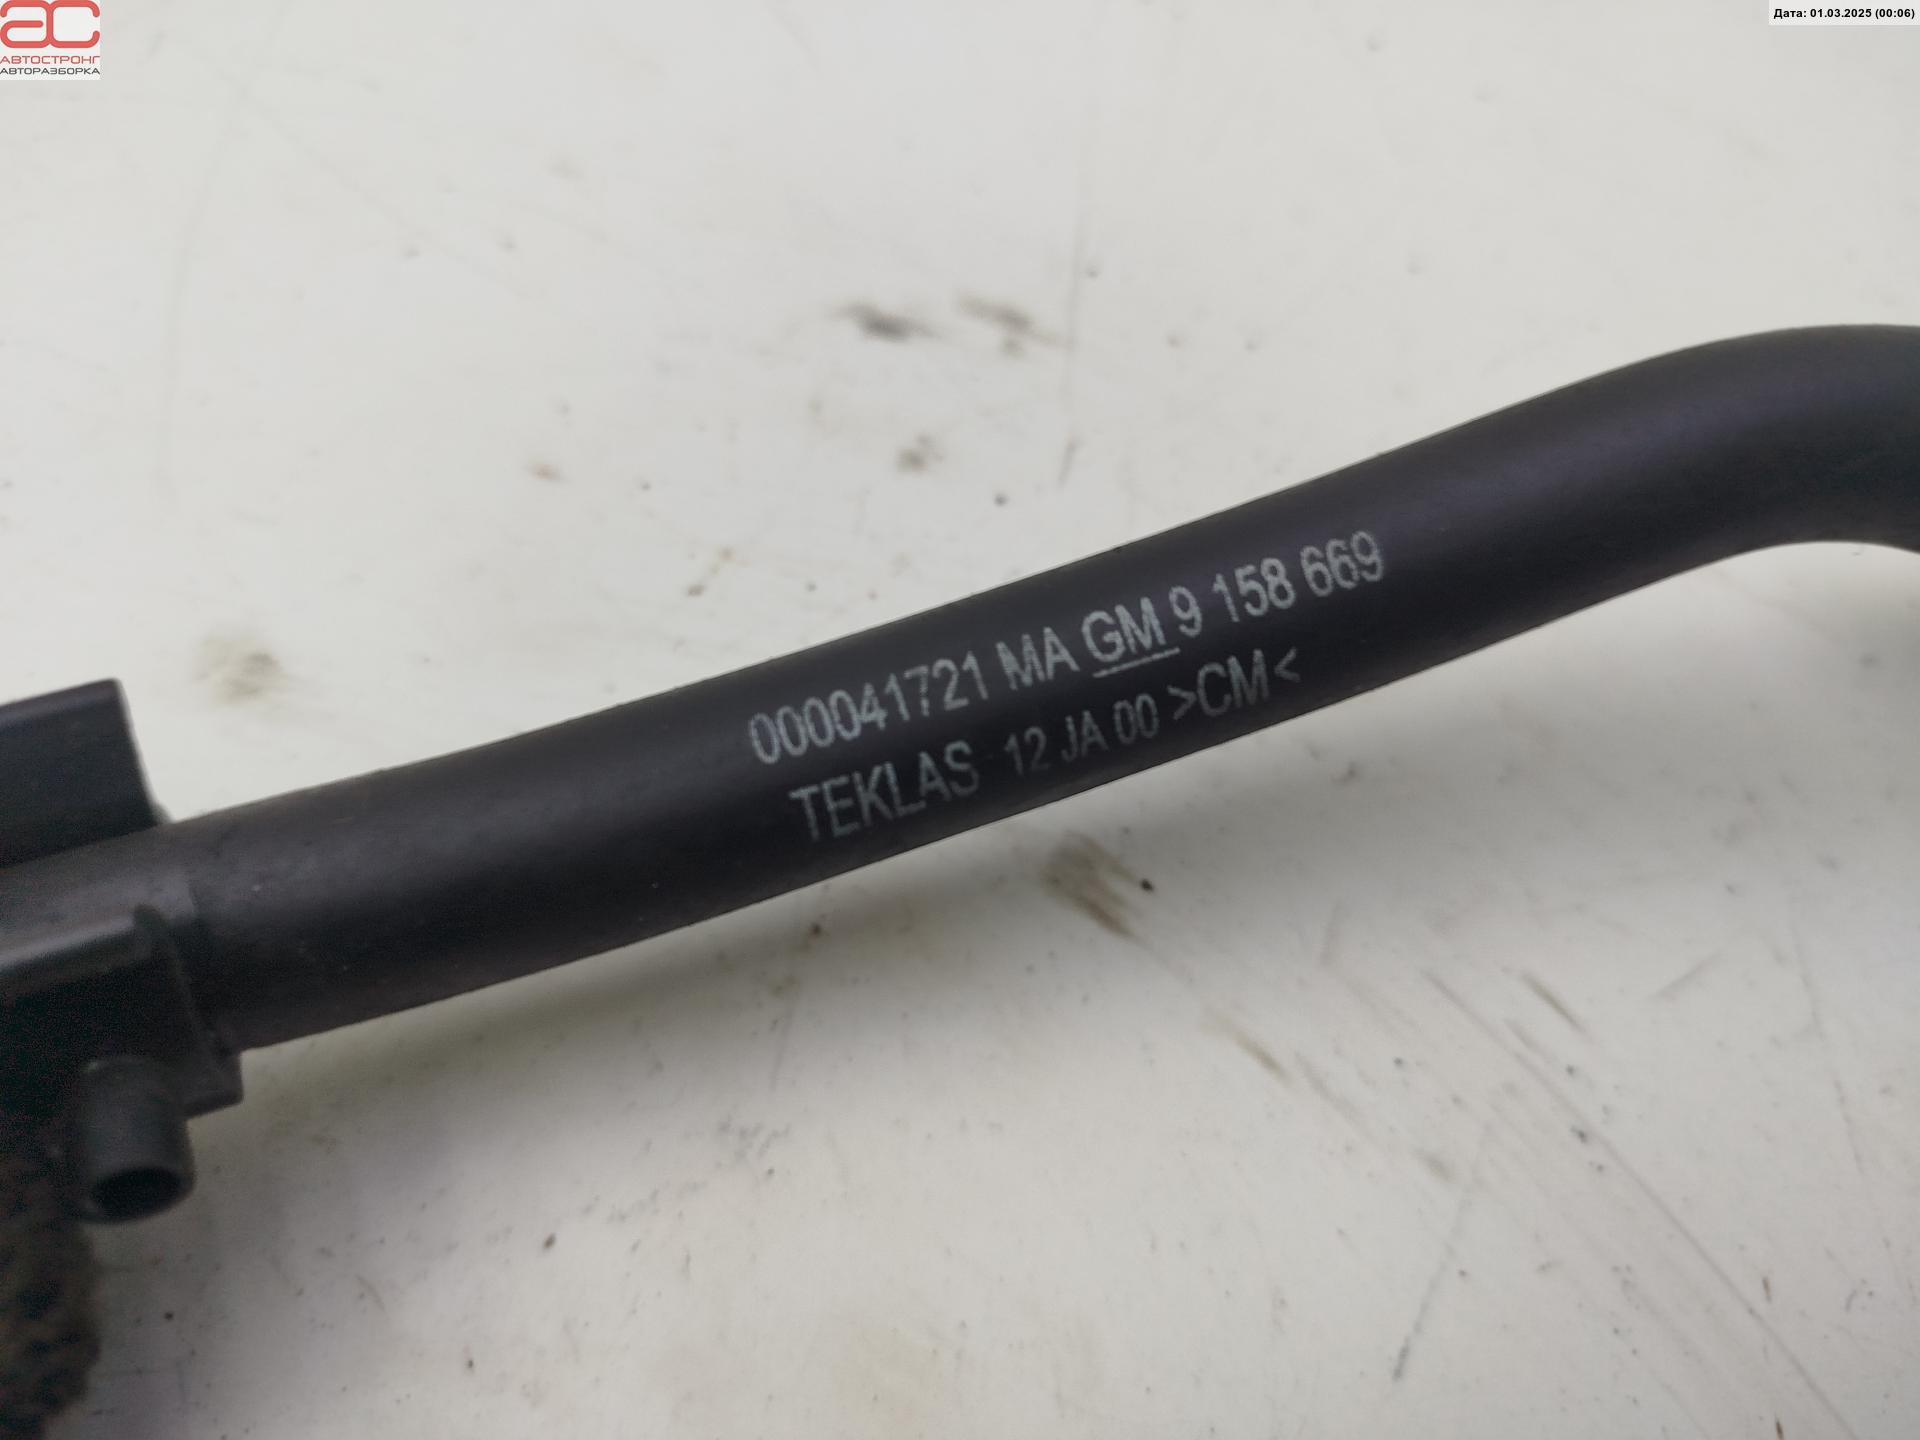 AC
АВТОСТРОНГ
АВТОРАЗБОРКА
Дата: 01.03.2025 (00:06)
000041721 MA GM 9 158 669
TEKLAS 12 JA 00 >CM<